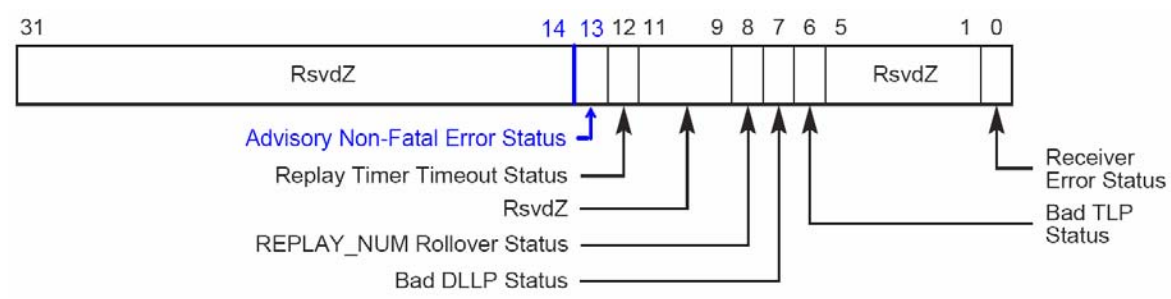 31 14 13 12 11 9 8 7 6 5 1 0
RsvdZ RsvdZ
Advisory Non-Fatal Error Status
Replay Timer Timeout Status
RsvdZ
REPLAY_NUM Rollover Status
Bad DLLP Status
Receiver
Error Status
Bad TLP
Status